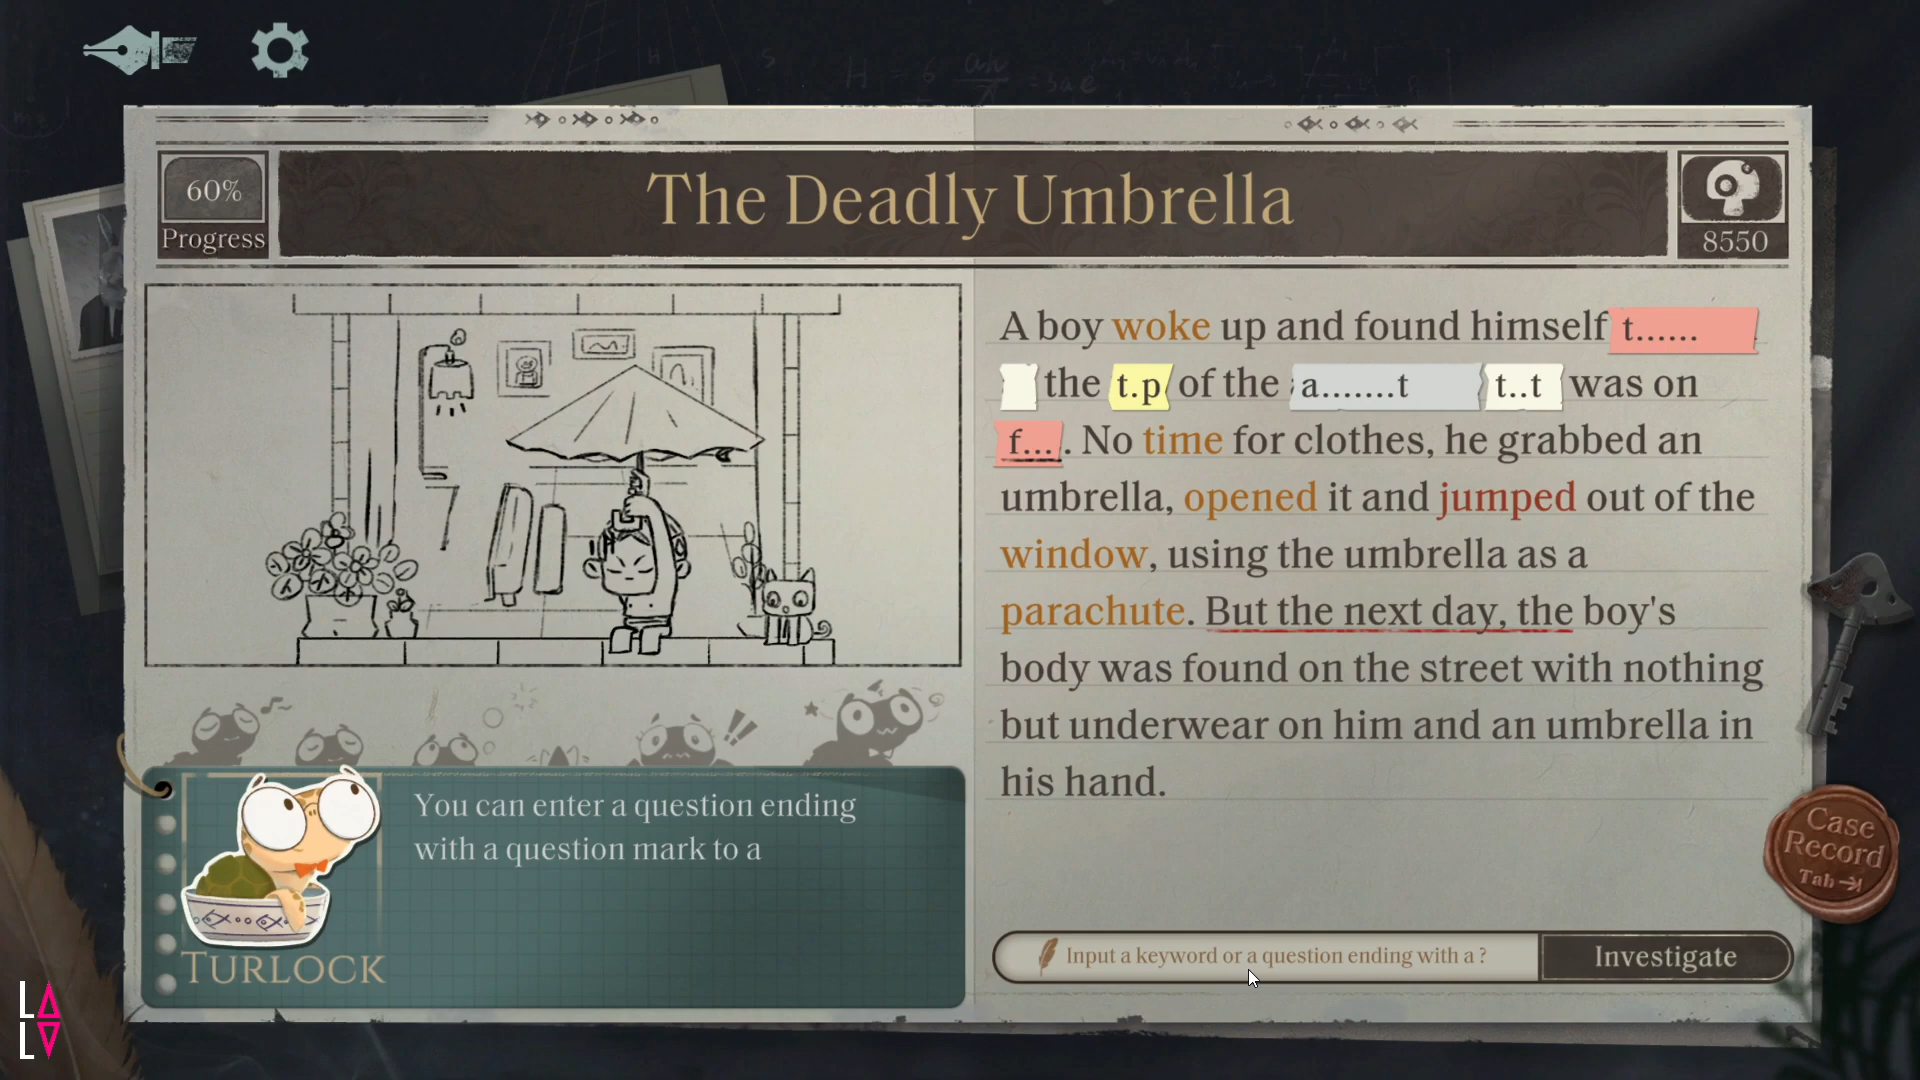 60%
Progress
The Deadly Umbrella
8550
A boy woke up and found himself t......
the t.p of the a.......t t..t was on
f.... No time for clothes, he grabbed an
umbrella, opened it and jumped out of the
window, using the umbrella as a
parachute. But the next day, the boy's
body was found on the street with nothing
but underwear on him and an umbrella in
his hand.
You can enter a question ending
with a question mark to a
TURLOCK
Input a keyword or a question ending with a ?
Investigate
Case
Record
Tab
LA
LV